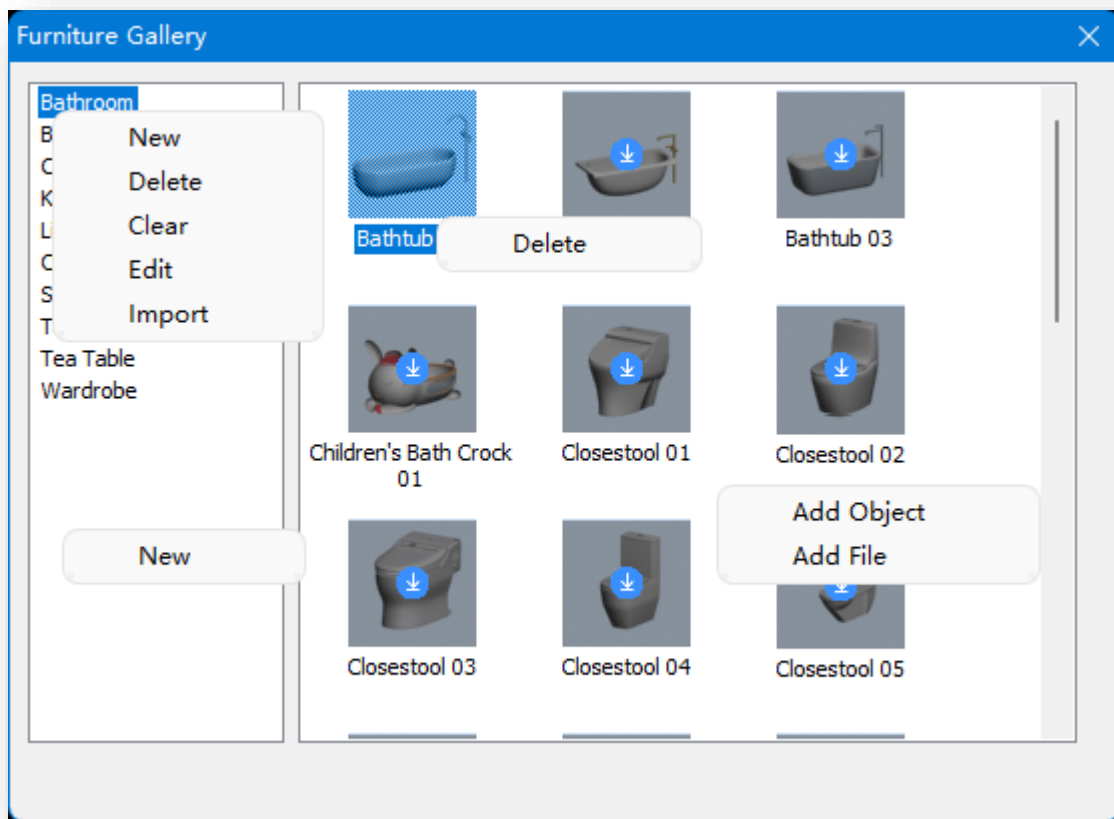 Furniture Gallery
Bathroom
New
Delete
Clear
Edit
Import
Tea Table
Wardrobe
New
Bathtub
Delete
Bathtub 03
Children's Bath Crock
01
Closestool 01
Closestool 02
Add Object
Add File
Closestool 03
Closestool 04
Closestool 05